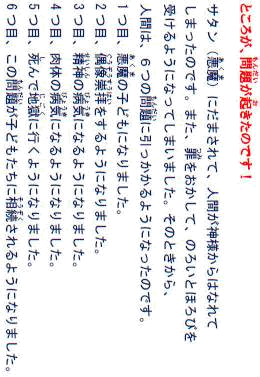 ところが、問題が起きたのです！
サタン（悪魔）にだまされて、人間が神様からはなれて
しまったのです。また、罪をおかして、のろいとほろびを
受けるようになってしまいました。そのときから、
人間は、６つの問題に引っかかるようになったのです。
１つ目、悪魔の子どもになりました。
２つ目、偶像崇拝をするようになりました。
３つ目、精神の病気になるようになりました。
４つ目、肉体の病気になるようになりました。
５つ目、死んで地獄に行くようになりました。
６つ目、この問題が子どもたちに相続されるようになりました。